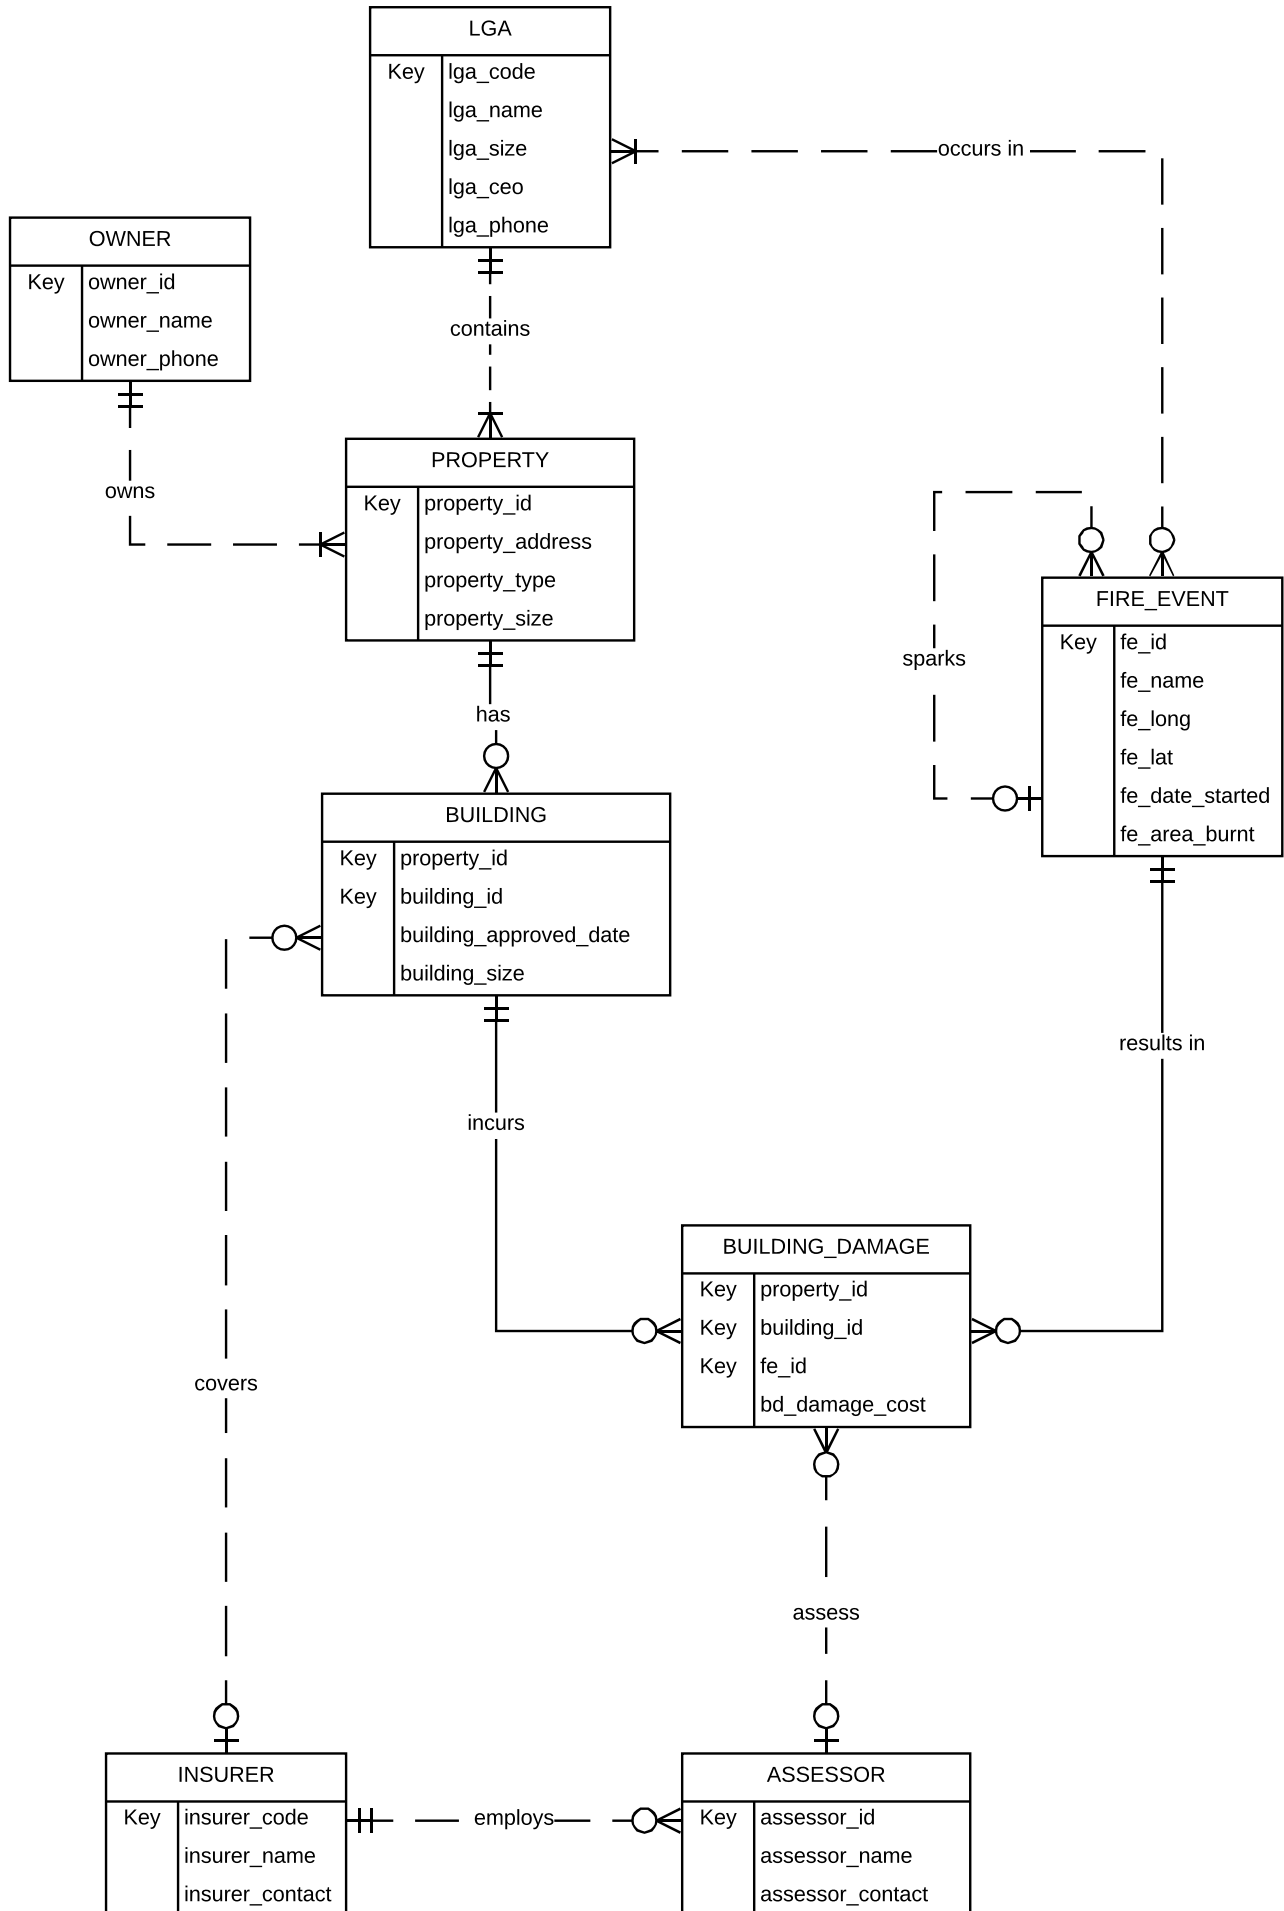 LGA
Key lga_code
lga_name
lga_size
lga_ceo
lga_phone
occurs in
OWNER
Key owner_id
owner_name
owner_phone
contains
owns
PROPERTY
Key property_id
property_address
property_type
property_size
sparks
FIRE_EVENT
Key fe_id
fe_name
fe_long
fe_lat
fe_date_started
fe_area_burnt
has
BUILDING
Key property_id
Key building_id
building_approved_date
building_size
results in
incurs
BUILDING_DAMAGE
Key property_id
Key building_id
Key fe_id
bd_damage_cost
covers
assess
INSURER
Key insurer_code
insurer_name
insurer_contact
employs
ASSESSOR
Key assessor_id
assessor_name
assessor_contact